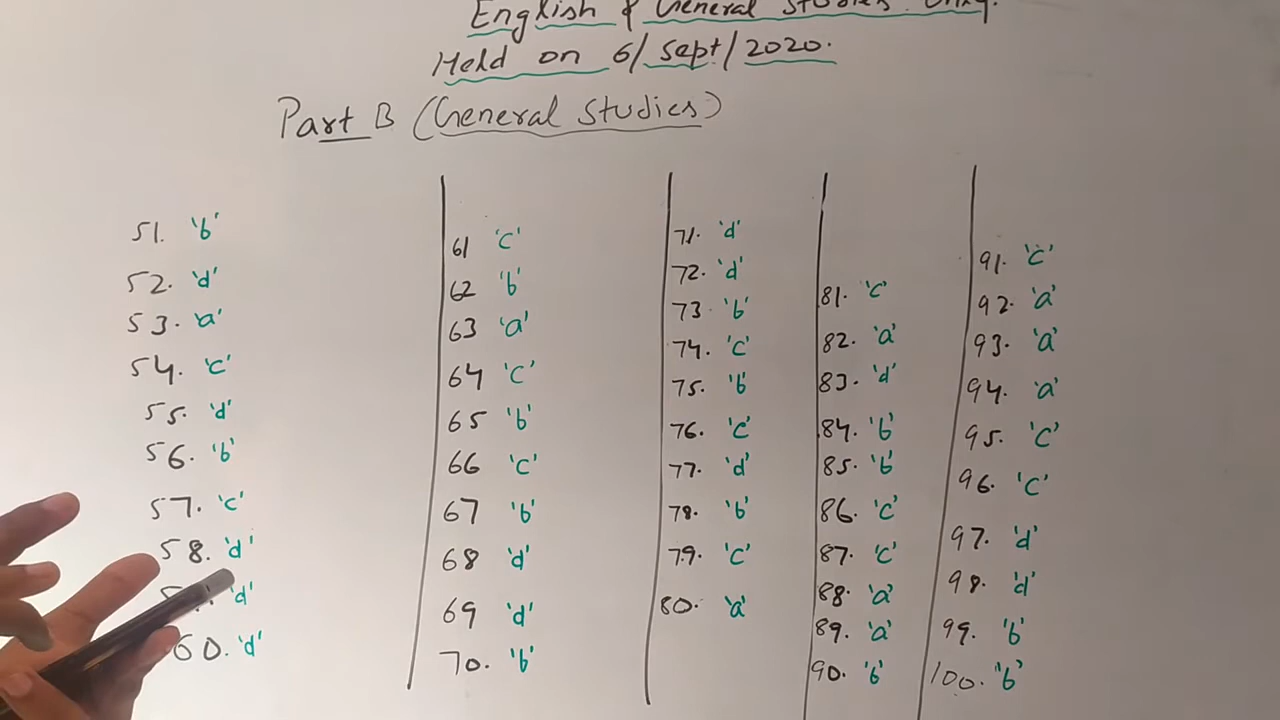 English & General Studies Only.
Held on 6/Sept/2020.
Part B (General Studies)
51. 'b'
52. 'd'
53. 'a'
54. 'c'
55. 'd'
56. 'b'
57. 'c'
58. 'd'
'd'
60. 'd'
61 'c'
62 'b'
63 'a'
64 'c'
65 'b'
66 'c'
67 'b'
68 'd'
69 'd'
70. 'b'
71. 'd'
72. 'd'
73. 'b'
74. 'c'
75. 'b'
76. 'c'
77. 'd'
78. 'b'
79. 'c'
80. 'a'
81. 'c'
82. 'a'
83. 'd'
84. 'b'
85. 'b'
86. 'c'
87. 'c'
88. 'a'
89. 'a'
90. 'b'
91. 'c'
92. 'a'
93. 'a'
94. 'a'
95. 'c'
96. 'c'
97. 'd'
98. 'd'
99. 'b'
100. 'b'